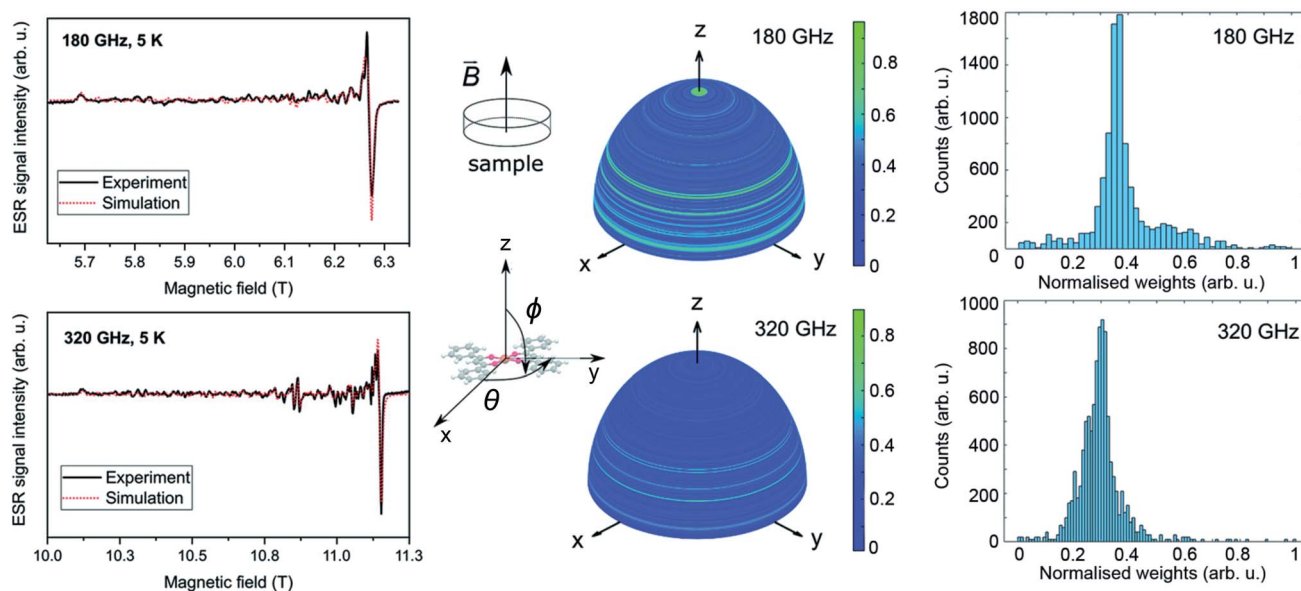 180 GHz, 5 K
ESR signal intensity (arb. u.)
Experiment
Simulation
5.7 5.8 5.9 6.0 6.1 6.2 6.3
Magnetic field (T)
B
sample
180 GHz
z
x
y
0.8
0.6
0.4
0.2
0
180 GHz
Counts (arb. u.)
1800
1400
1000
600
200
0
0 0.2 0.4 0.6 0.8 1
Normalised weights (arb. u.)
320 GHz, 5 K
ESR signal intensity (arb. u.)
Experiment
Simulation
10.0 10.3 10.5 10.8 11.0 11.3
Magnetic field (T)
z
ϕ
y
θ
x
320 GHz
z
x
y
0.8
0.6
0.4
0.2
0
320 GHz
Counts (arb. u.)
1000
800
600
400
200
0
0 0.2 0.4 0.6 0.8 1
Normalised weights (arb. u.)